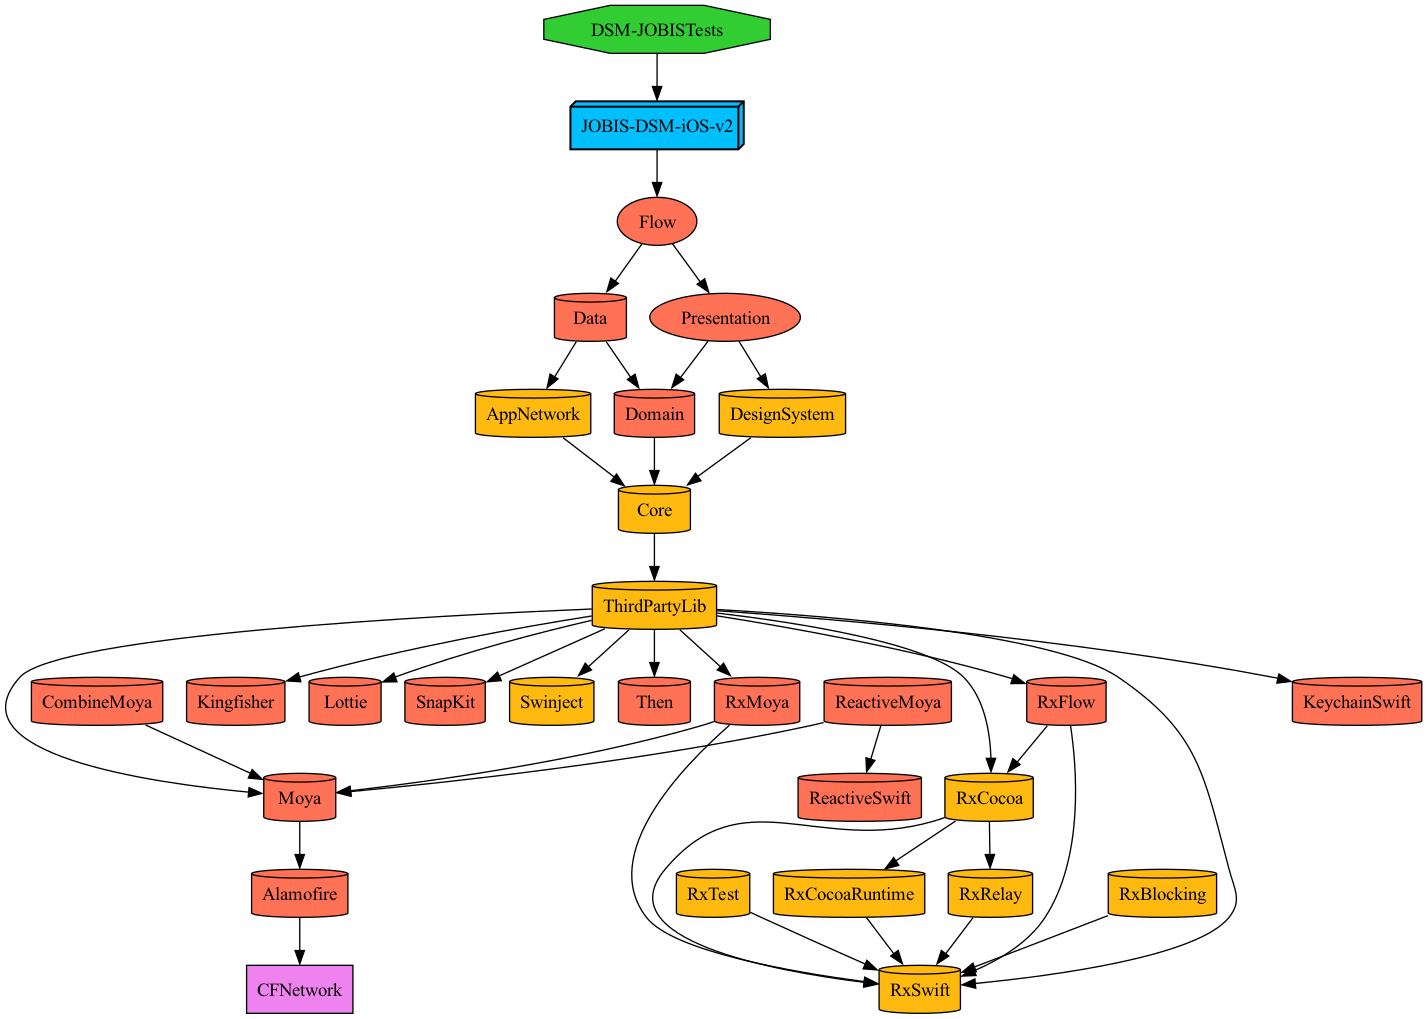 DSM-JOBISTests
JOBIS-DSM-iOS-v2
Flow
Data
Presentation
AppNetwork
Domain
DesignSystem
Core
ThirdPartyLib
CombineMoya
Kingfisher
Lottie
SnapKit
Swinject
Then
RxMoya
ReactiveMoya
RxFlow
KeychainSwift
Moya
ReactiveSwift
RxCocoa
Alamofire
RxTest
RxCocoaRuntime
RxRelay
RxBlocking
CFNetwork
RxSwift